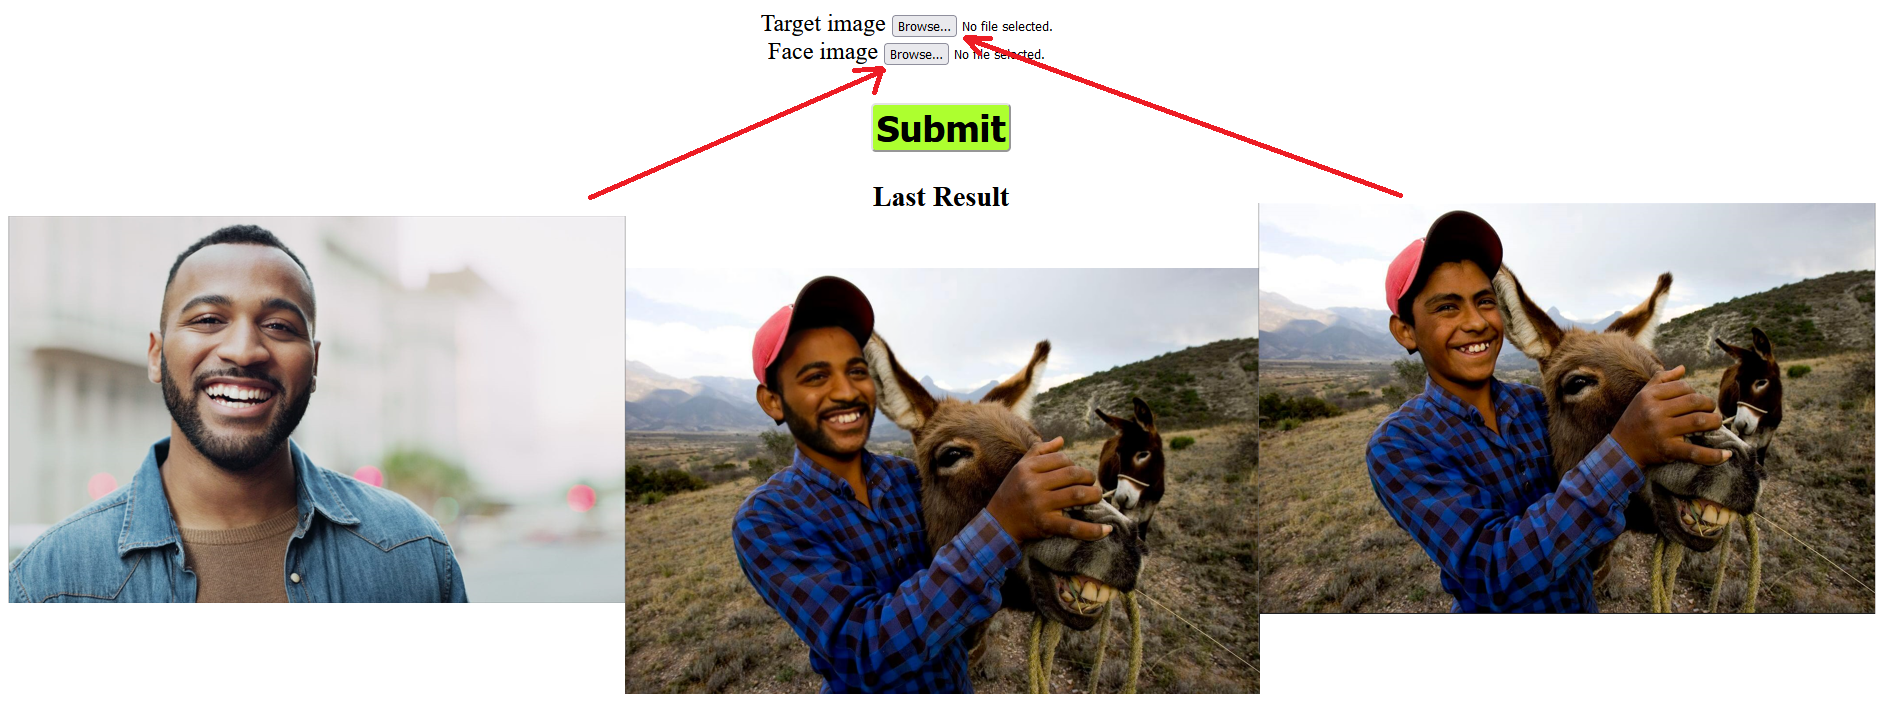 Target image Browse... No file selected.
Face image Browse... No file selected.
Submit
Last Result